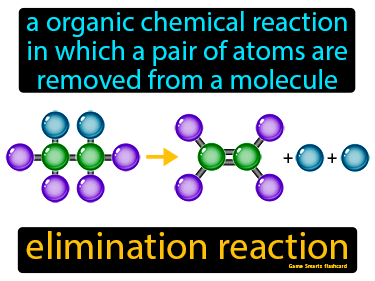 a organic chemical reaction
in which a pair of atoms are
removed from a molecule
+ +
elimination reaction
Game Smartz flashcard